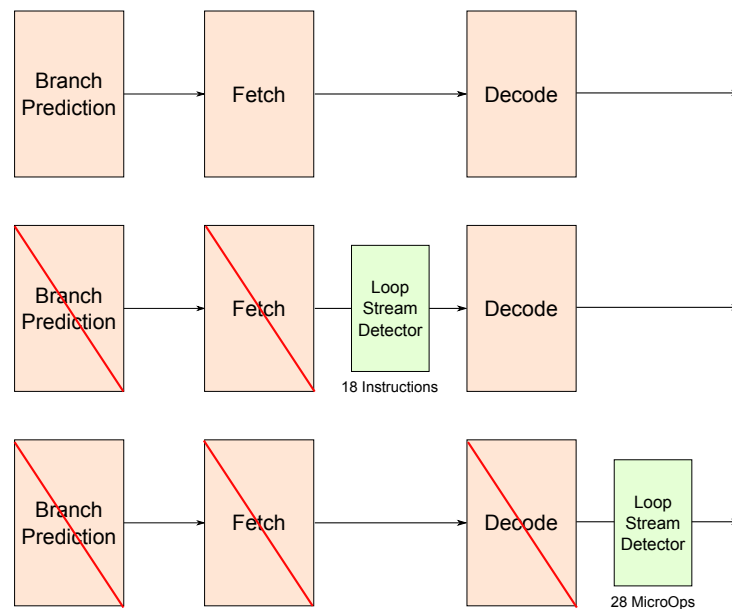 Branch
Prediction
Fetch
Decode
Branch
Prediction
Fetch
Loop
Stream
Detector
Decode
18 Instructions
Branch
Prediction
Fetch
Decode
Loop
Stream
Detector
28 MicroOps